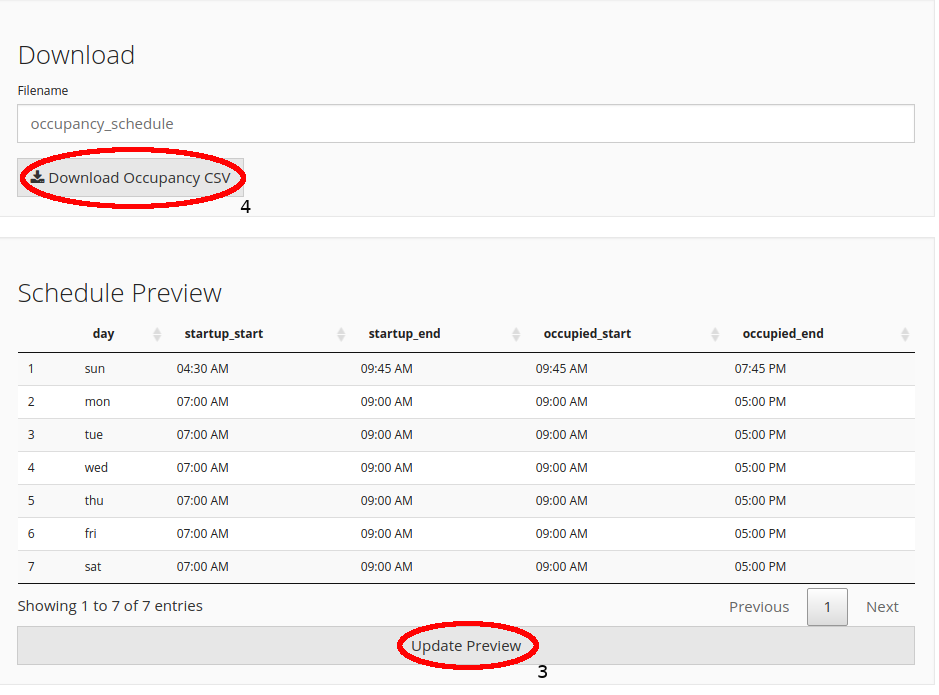 Download
Filename
occupancy_schedule
Download Occupancy CSV
4
Schedule Preview
day startup_start startup_end occupied_start occupied_end
1 sun 04:30 AM 09:45 AM 09:45 AM 07:45 PM
2 mon 07:00 AM 09:00 AM 09:00 AM 05:00 PM
3 tue 07:00 AM 09:00 AM 09:00 AM 05:00 PM
4 wed 07:00 AM 09:00 AM 09:00 AM 05:00 PM
5 thu 07:00 AM 09:00 AM 09:00 AM 05:00 PM
6 fri 07:00 AM 09:00 AM 09:00 AM 05:00 PM
7 sat 07:00 AM 09:00 AM 09:00 AM 05:00 PM
Showing 1 to 7 of 7 entries Previous 1 Next
Update Preview
3